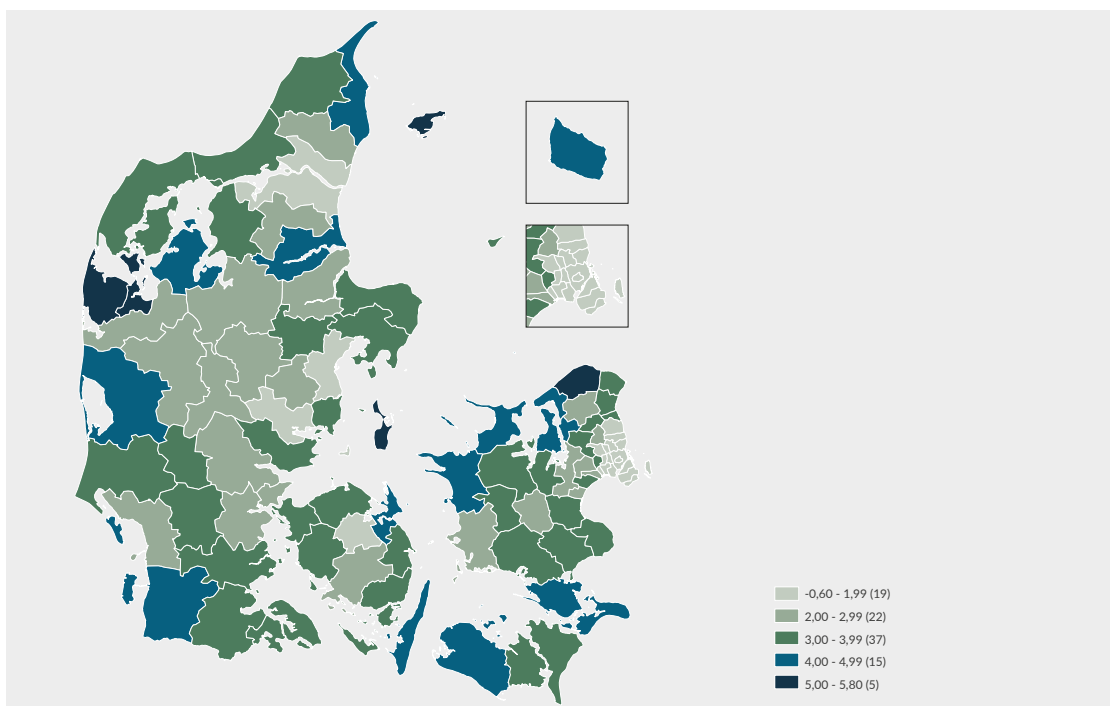 -0,60 - 1,99 (19)
2,00 - 2,99 (22)
3,00 - 3,99 (37)
4,00 - 4,99 (15)
5,00 - 5,80 (5)